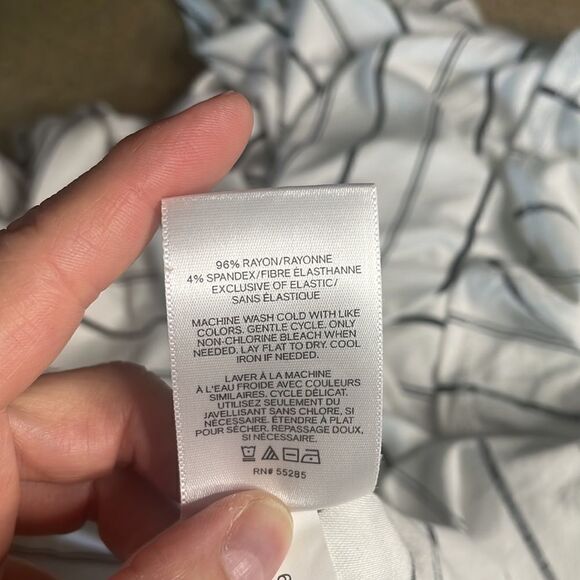 96% RAYON/RAYONNE
4% SPANDEX/FIBRE ÉLASTHANNE
EXCLUSIVE OF ELASTIC/
SANS ÉLASTIQUE
MACHINE WASH COLD WITH LIKE
COLORS. GENTLE CYCLE. ONLY
NON-CHLORINE BLEACH WHEN
NEEDED. LAY FLAT TO DRY. COOL
IRON IF NEEDED.
LAVER À LA MACHINE
À L'EAU FROIDE AVEC COULEURS
SIMILAIRES. CYCLE DÉLICAT.
UTILISEZ SEULEMENT DU
JAVELLISANT SANS CHLORE, SI
NÉCESSAIRE. ÉTENDRE À PLAT
POUR SÉCHER. REPASSAGE DOUX,
SI NÉCESSAIRE.
RN# 55285